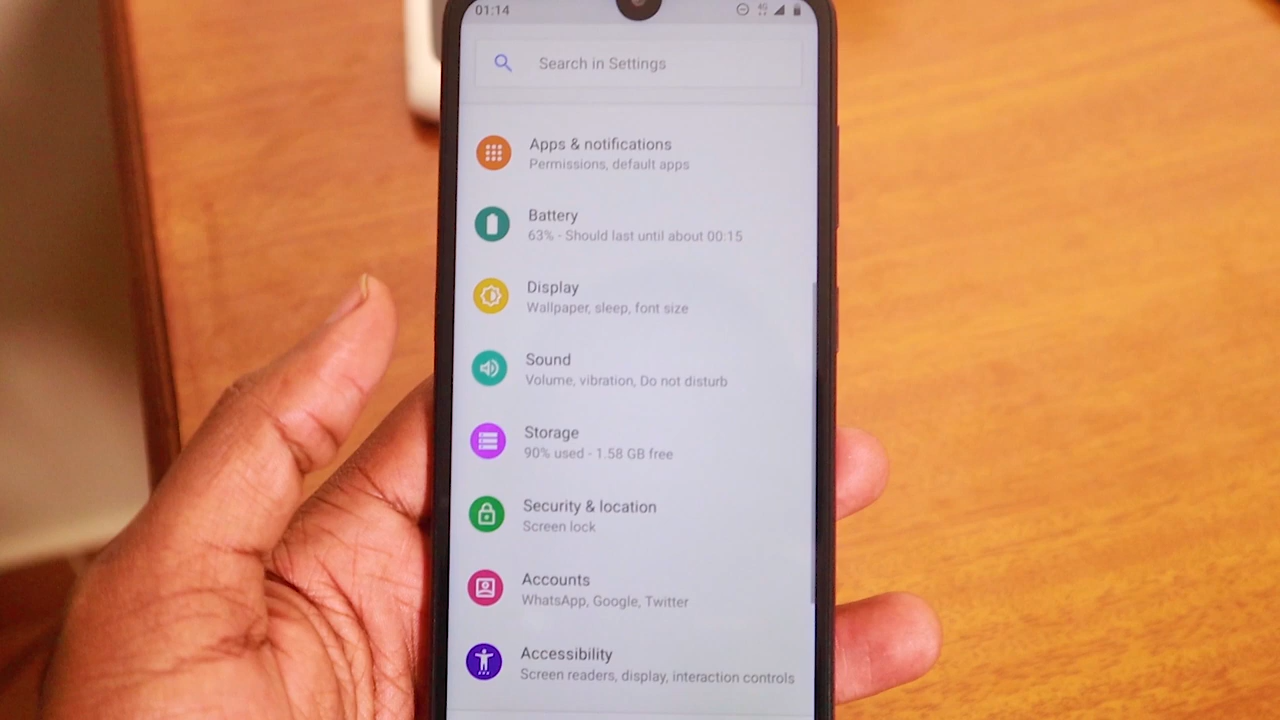 01:14
4G
Search in Settings
Apps & notifications
Permissions, default apps
Battery
63% - Should last until about 00:15
Display
Wallpaper, sleep, font size
Sound
Volume, vibration, Do not disturb
Storage
90% used - 1.58 GB free
Security & location
Screen lock
Accounts
WhatsApp, Google, Twitter
Accessibility
Screen readers, display, interaction controls